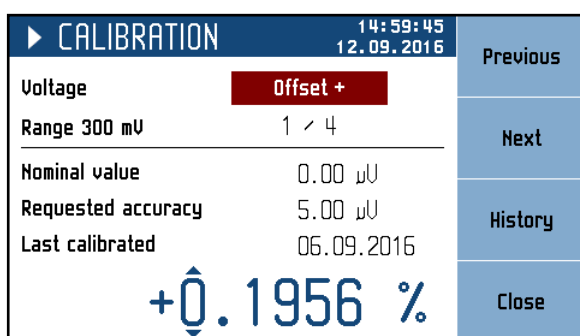 ▶ CALIBRATION
14:59:45
12.09.2016
Voltage Offset +
Range 300 mV 1 / 4
Nominal value 0.00 µV
Requested accuracy 5.00 µV
Last calibrated 06.09.2016
+0.1956 %
Previous
Next
History
Close